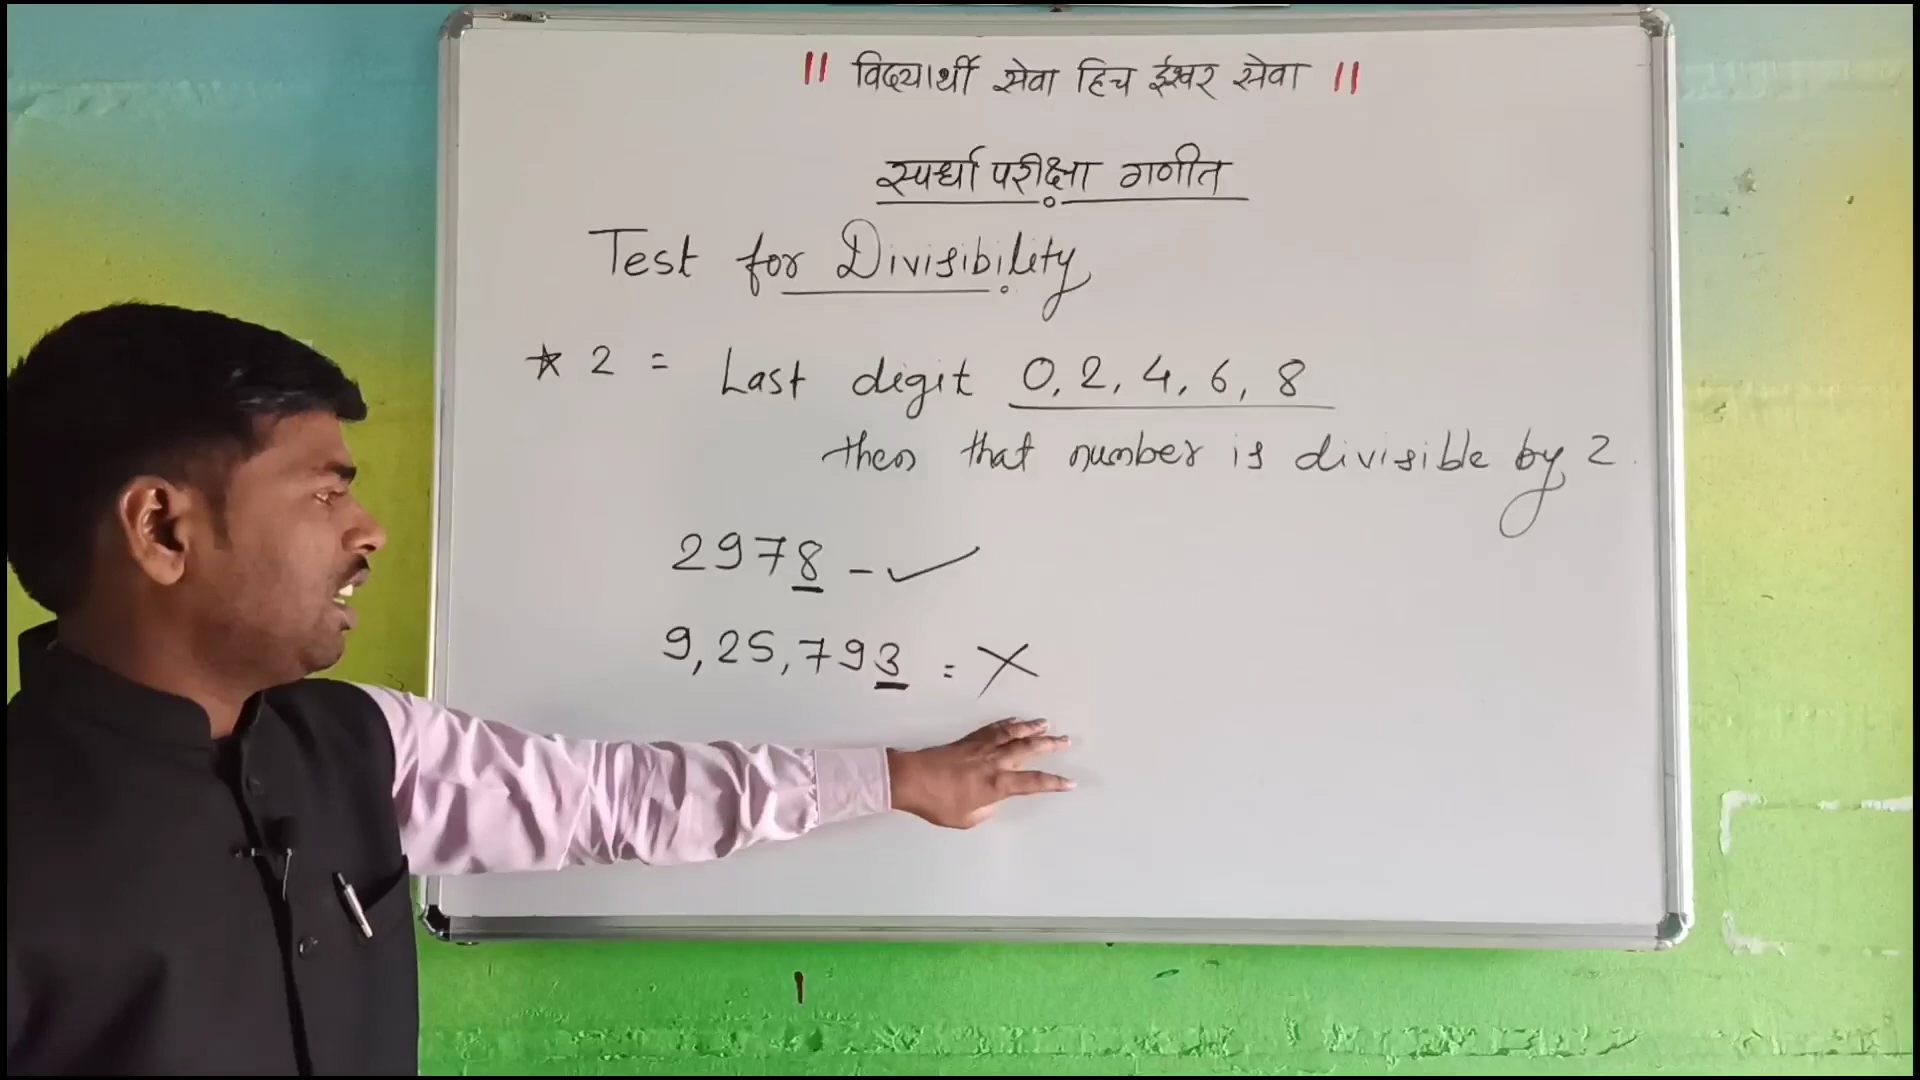 ॥ विद्यार्थी सेवा हिच ईश्वर सेवा ॥
स्पर्धा परीक्षा गणीत
Test for Divisibility
★ 2 = Last digit 0, 2, 4, 6, 8
then that number is divisible by 2.
2978 - ✓
9,25,793 = ✗